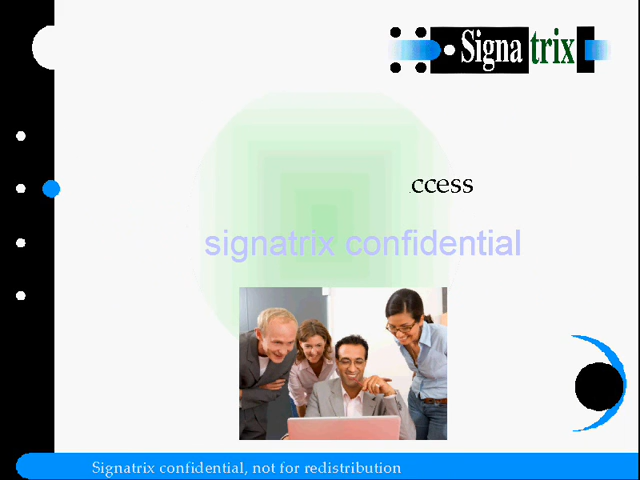 Signatrix
ccess
signatrix confidential
Signatrix confidential, not for redistribution